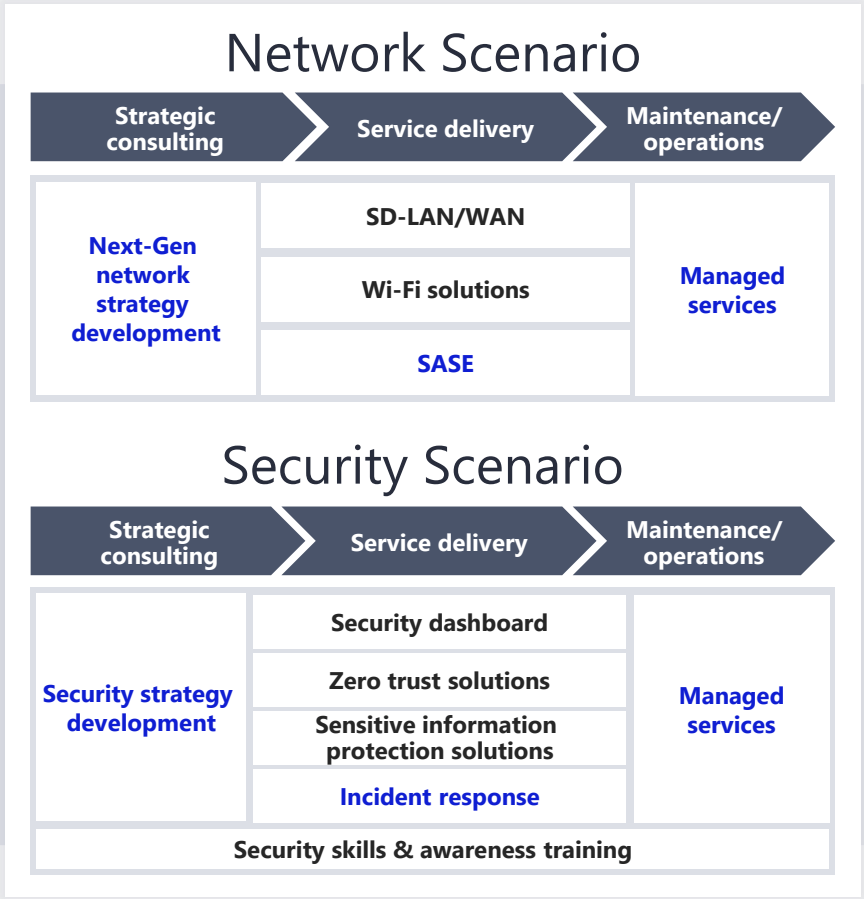 Network Scenario
Strategic
consulting
Service delivery
Maintenance/
operations
Next-Gen
network
strategy
development
SD-LAN/WAN
Wi-Fi solutions
SASE
Managed
services
Security Scenario
Strategic
consulting
Service delivery
Maintenance/
operations
Security strategy
development
Security dashboard
Zero trust solutions
Sensitive information
protection solutions
Incident response
Managed
services
Security skills & awareness training